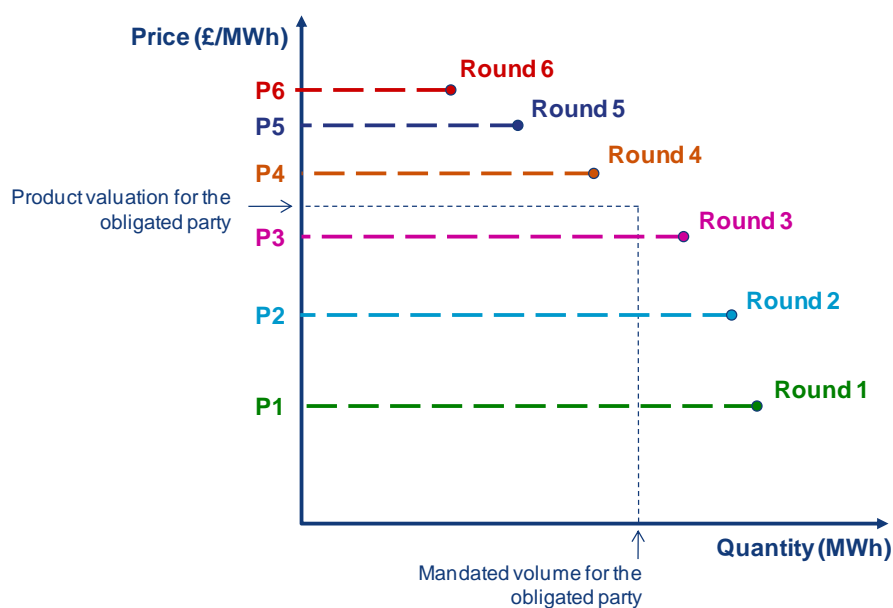 Price (£/MWh)
P6
Round 6
P5
Round 5
P4
Round 4
Product valuation for the
obligated party
P3
Round 3
P2
Round 2
P1
Round 1
Quantity (MWh)
Mandated volume for the
obligated party